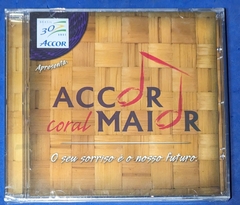 30
ACCOR
Apresenta:
ACCOR
coral MAIOR
O seu sorriso é o nosso futuro.